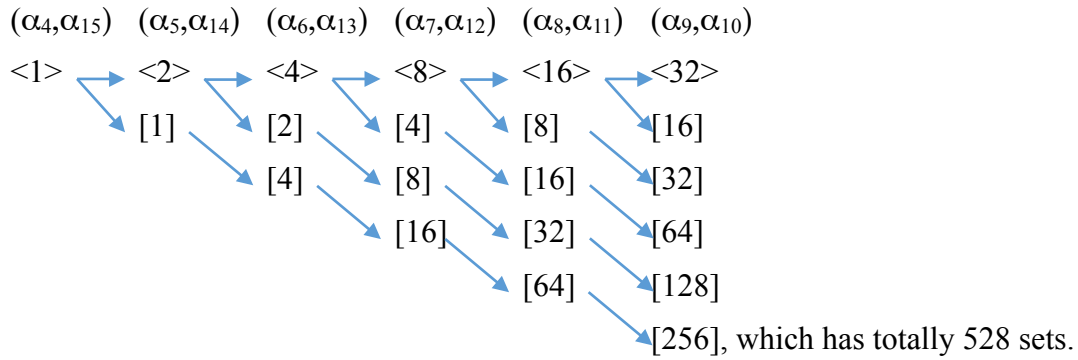 (α₄,α₁₅) (α₅,α₁₄) (α₆,α₁₃) (α₇,α₁₂) (α₈,α₁₁) (α₉,α₁₀)
<1> <2> <4> <8> <16> <32>
[1] [2] [4] [8] [16]
[4] [8] [16] [32]
[16] [32] [64]
[64] [128]
[256], which has totally 528 sets.